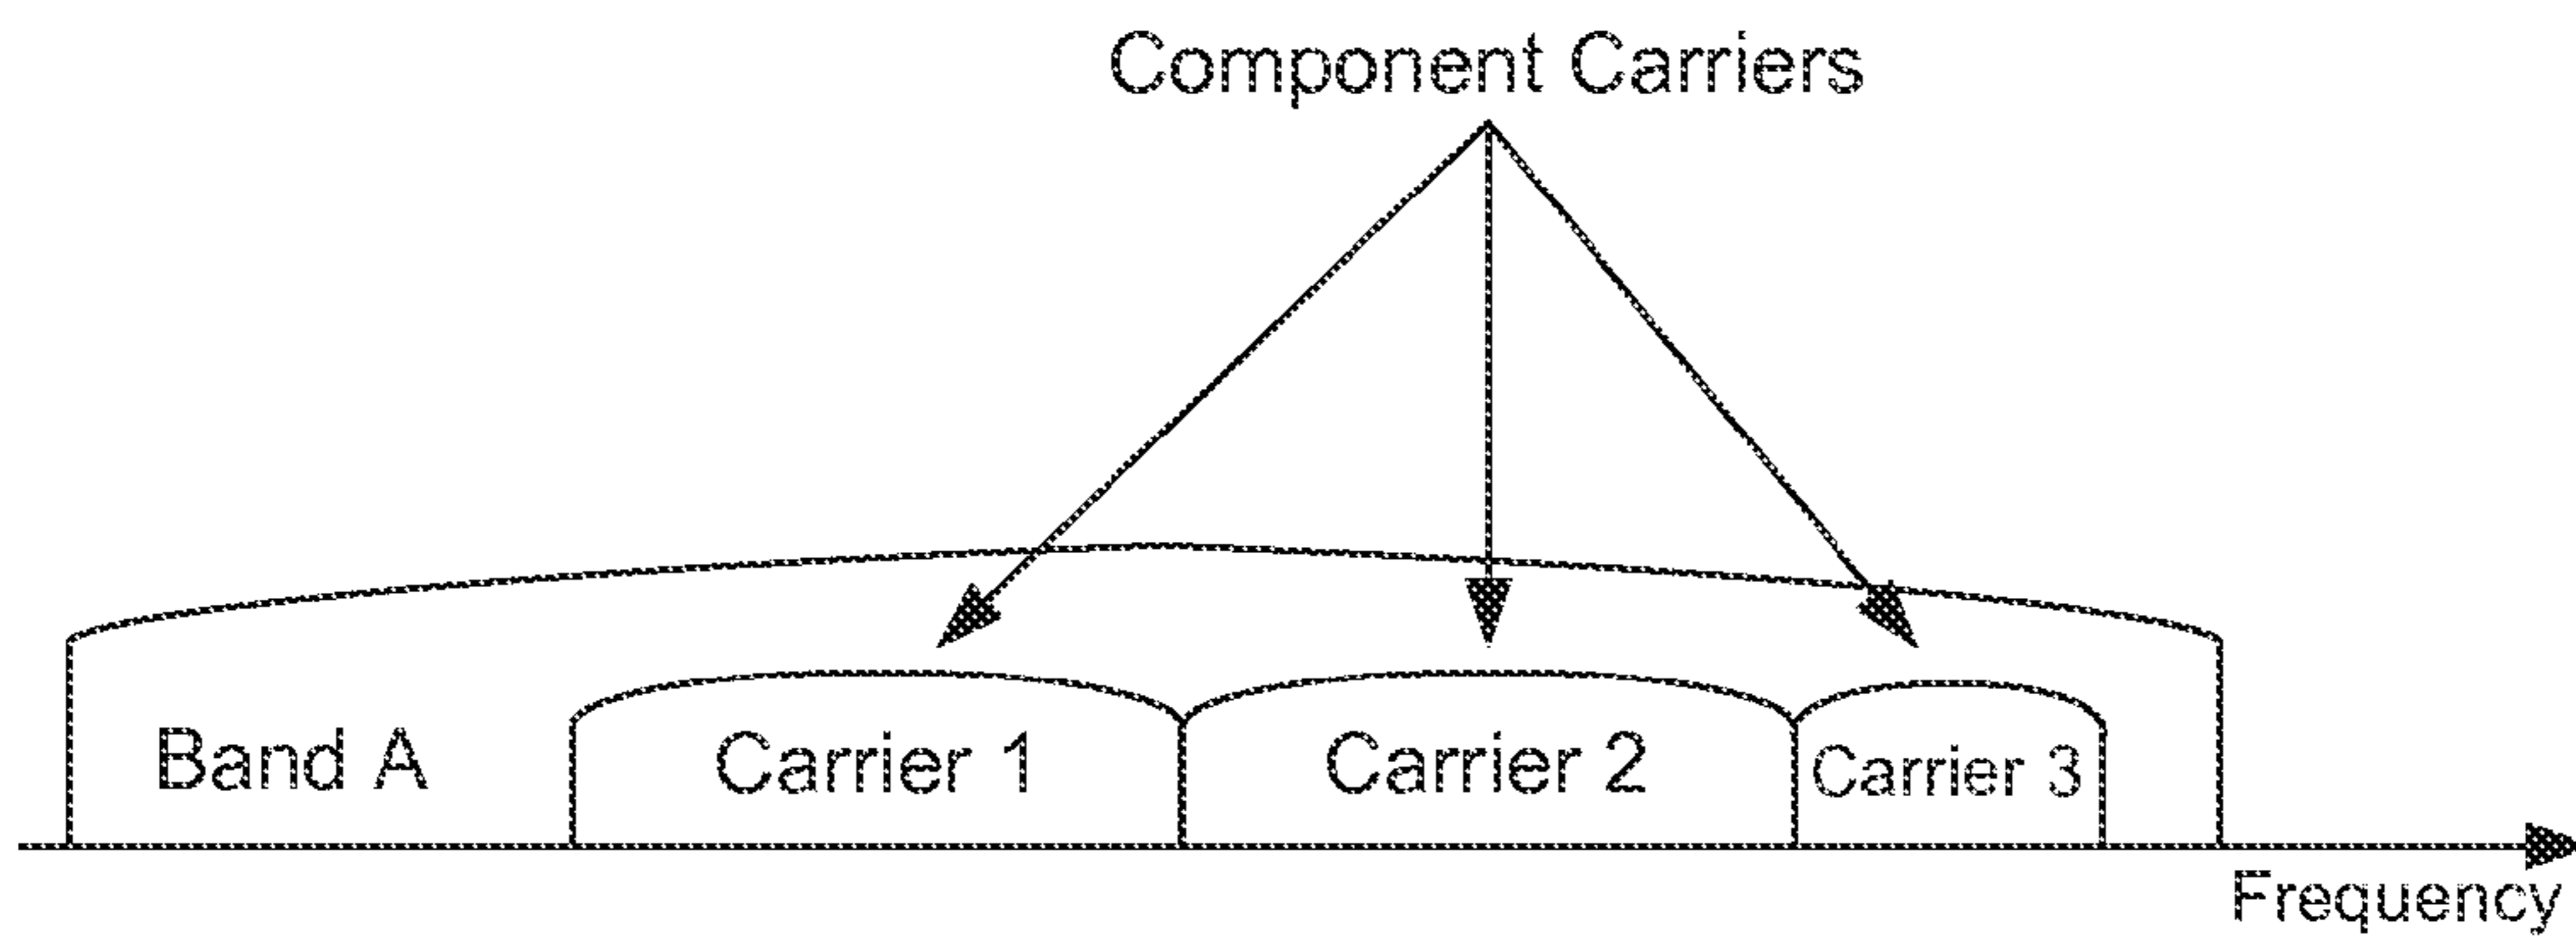 Component Carriers
Band A
Carrier 1
Carrier 2
Carrier 3
Frequency